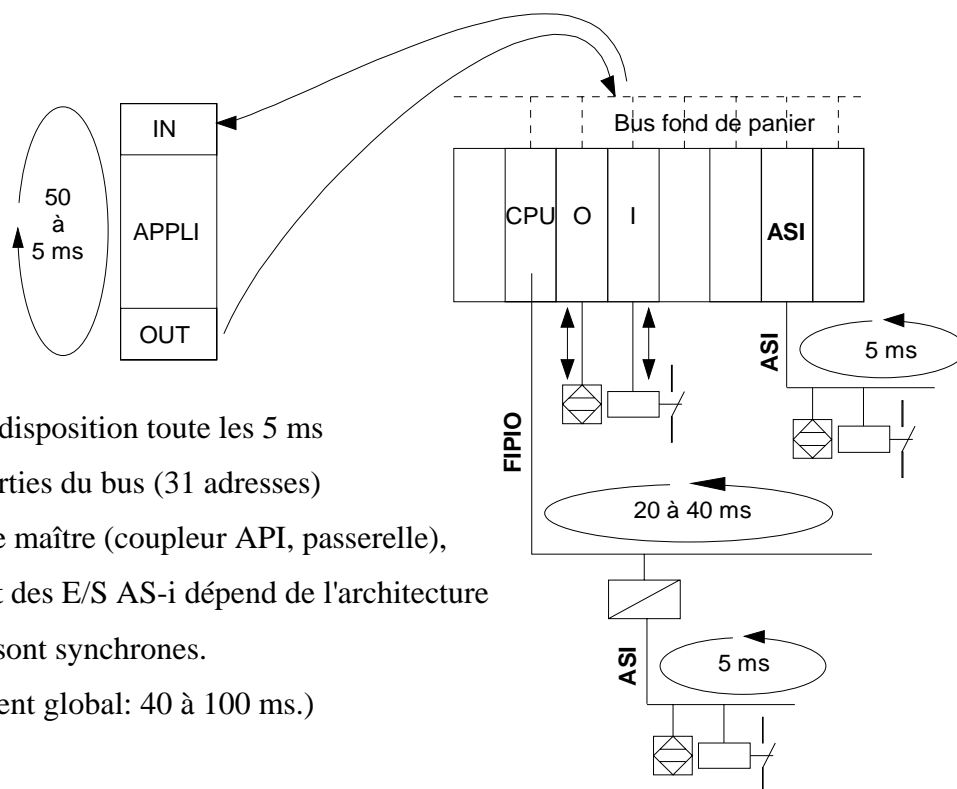 IN
Bus fond de panier
50
à
5 ms
APPLI
CPU
O
I
ASI
OUT
ASI
5 ms
disposition toute les 5 ms
FIPIO
rties du bus (31 adresses)
20 à 40 ms
e maître (coupleur API, passerelle),
t des E/S AS-i dépend de l'architecture
sont synchrones.
ASI
5 ms
ent global: 40 à 100 ms.)